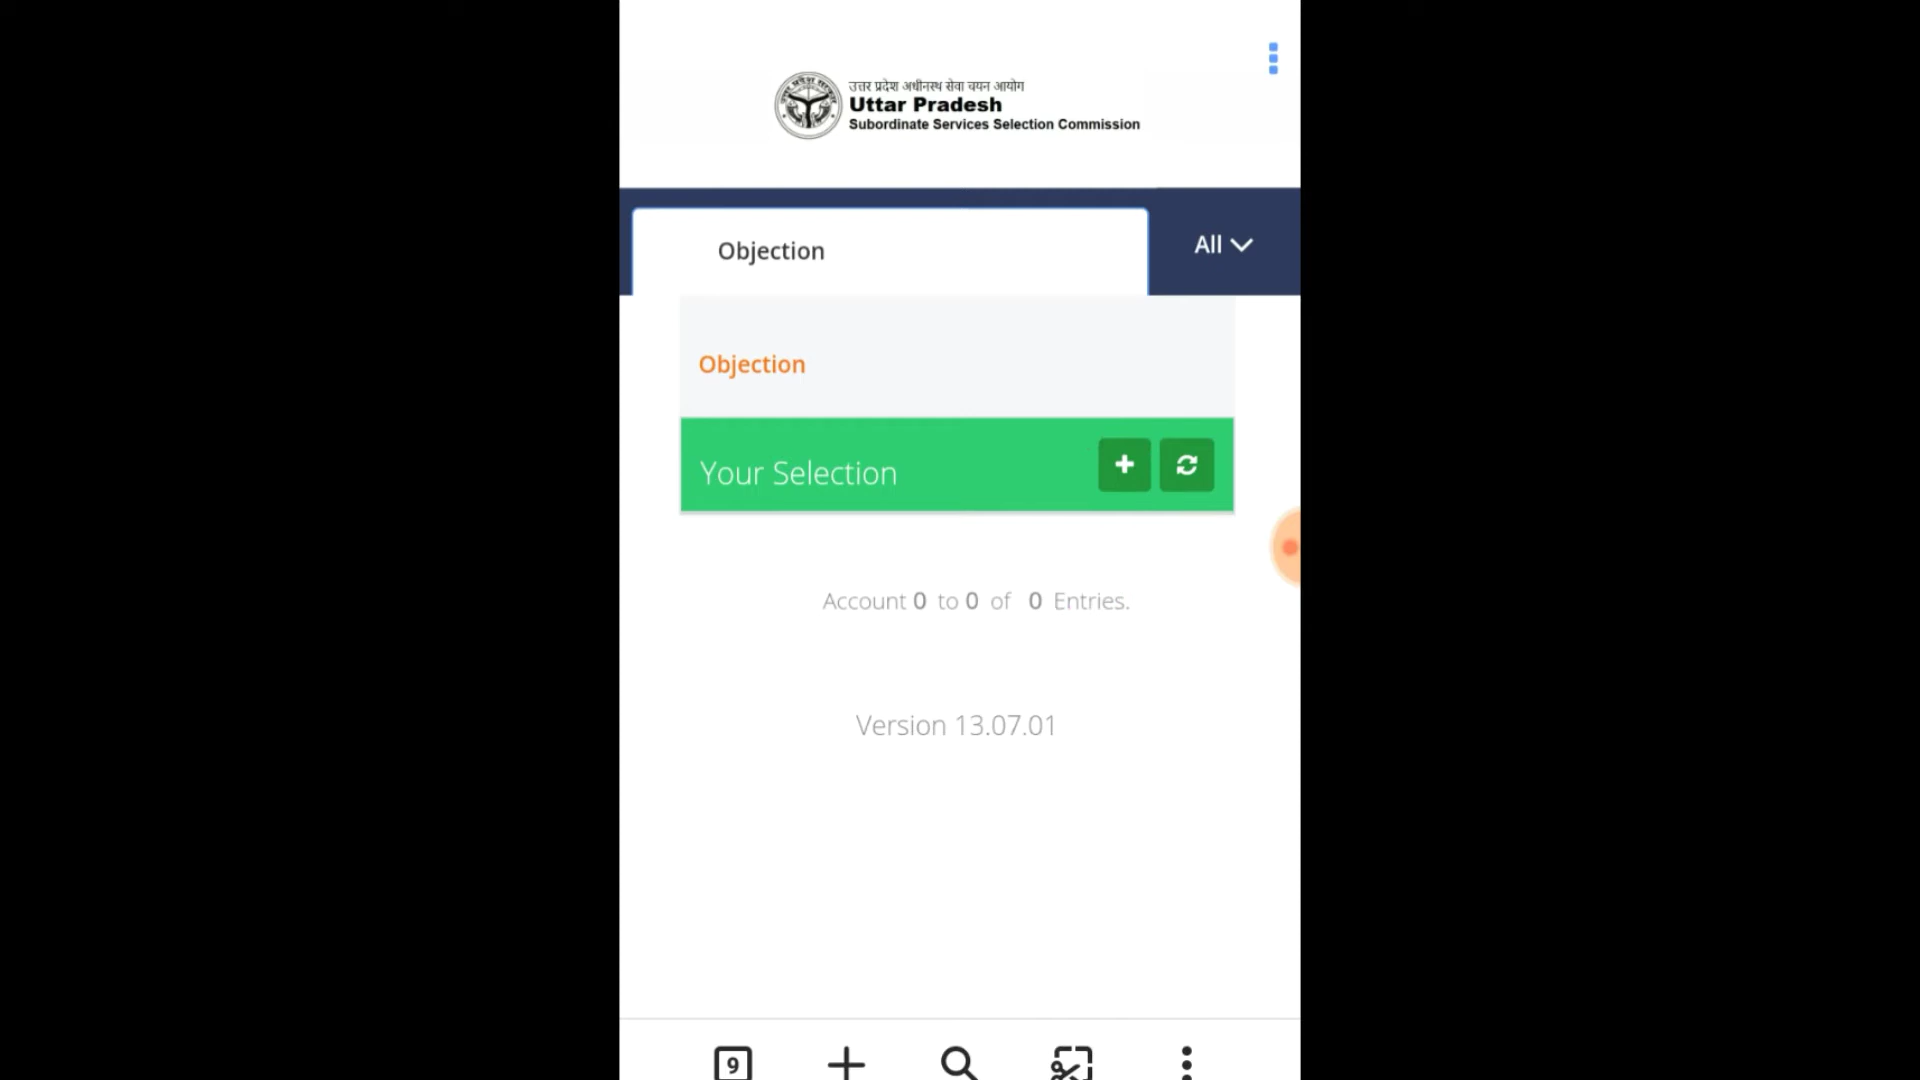 उत्तर प्रदेश अधीनस्थ सेवा चयन आयोग
Uttar Pradesh
Subordinate Services Selection Commission
Objection
All
Objection
Your Selection
Account 0 to 0 of 0 Entries.
Version 13.07.01
9